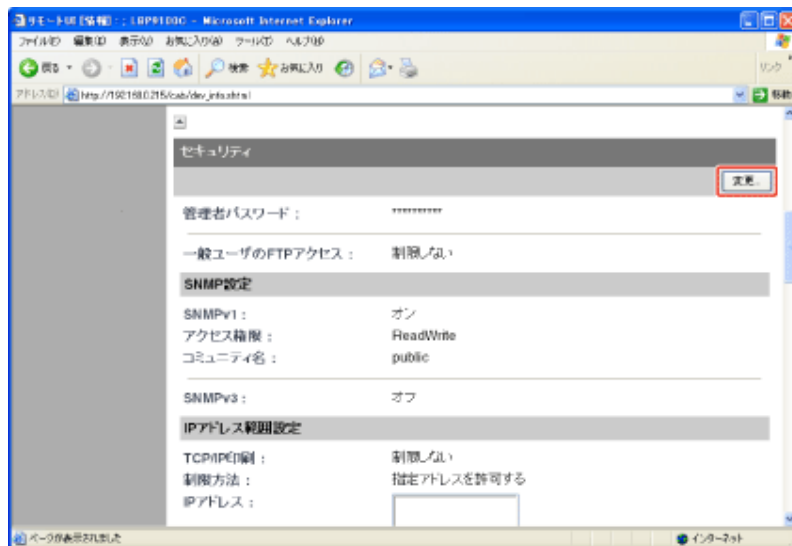 リモートUI [情報] : ; LBP9100C - Microsoft Internet Explorer
ファイル(F) 編集(E) 表示(V) お気に入り(A) ツール(T) ヘルプ(H)
戻る 検索 お気に入り リンク
アドレス(D) http://192.168.0.215/cab/dev_info.shtml 移動
セキュリティ
変更...
管理者パスワード : **********
一般ユーザのFTPアクセス : 制限しない
SNMP設定
SNMPv1 : オン
アクセス権限 : ReadWrite
コミュニティ名 : public
SNMPv3 : オフ
IPアドレス範囲設定
TCP/IP印刷 : 制限しない
制限方法 : 指定アドレスを許可する
IPアドレス :
ページが表示されました インターネット